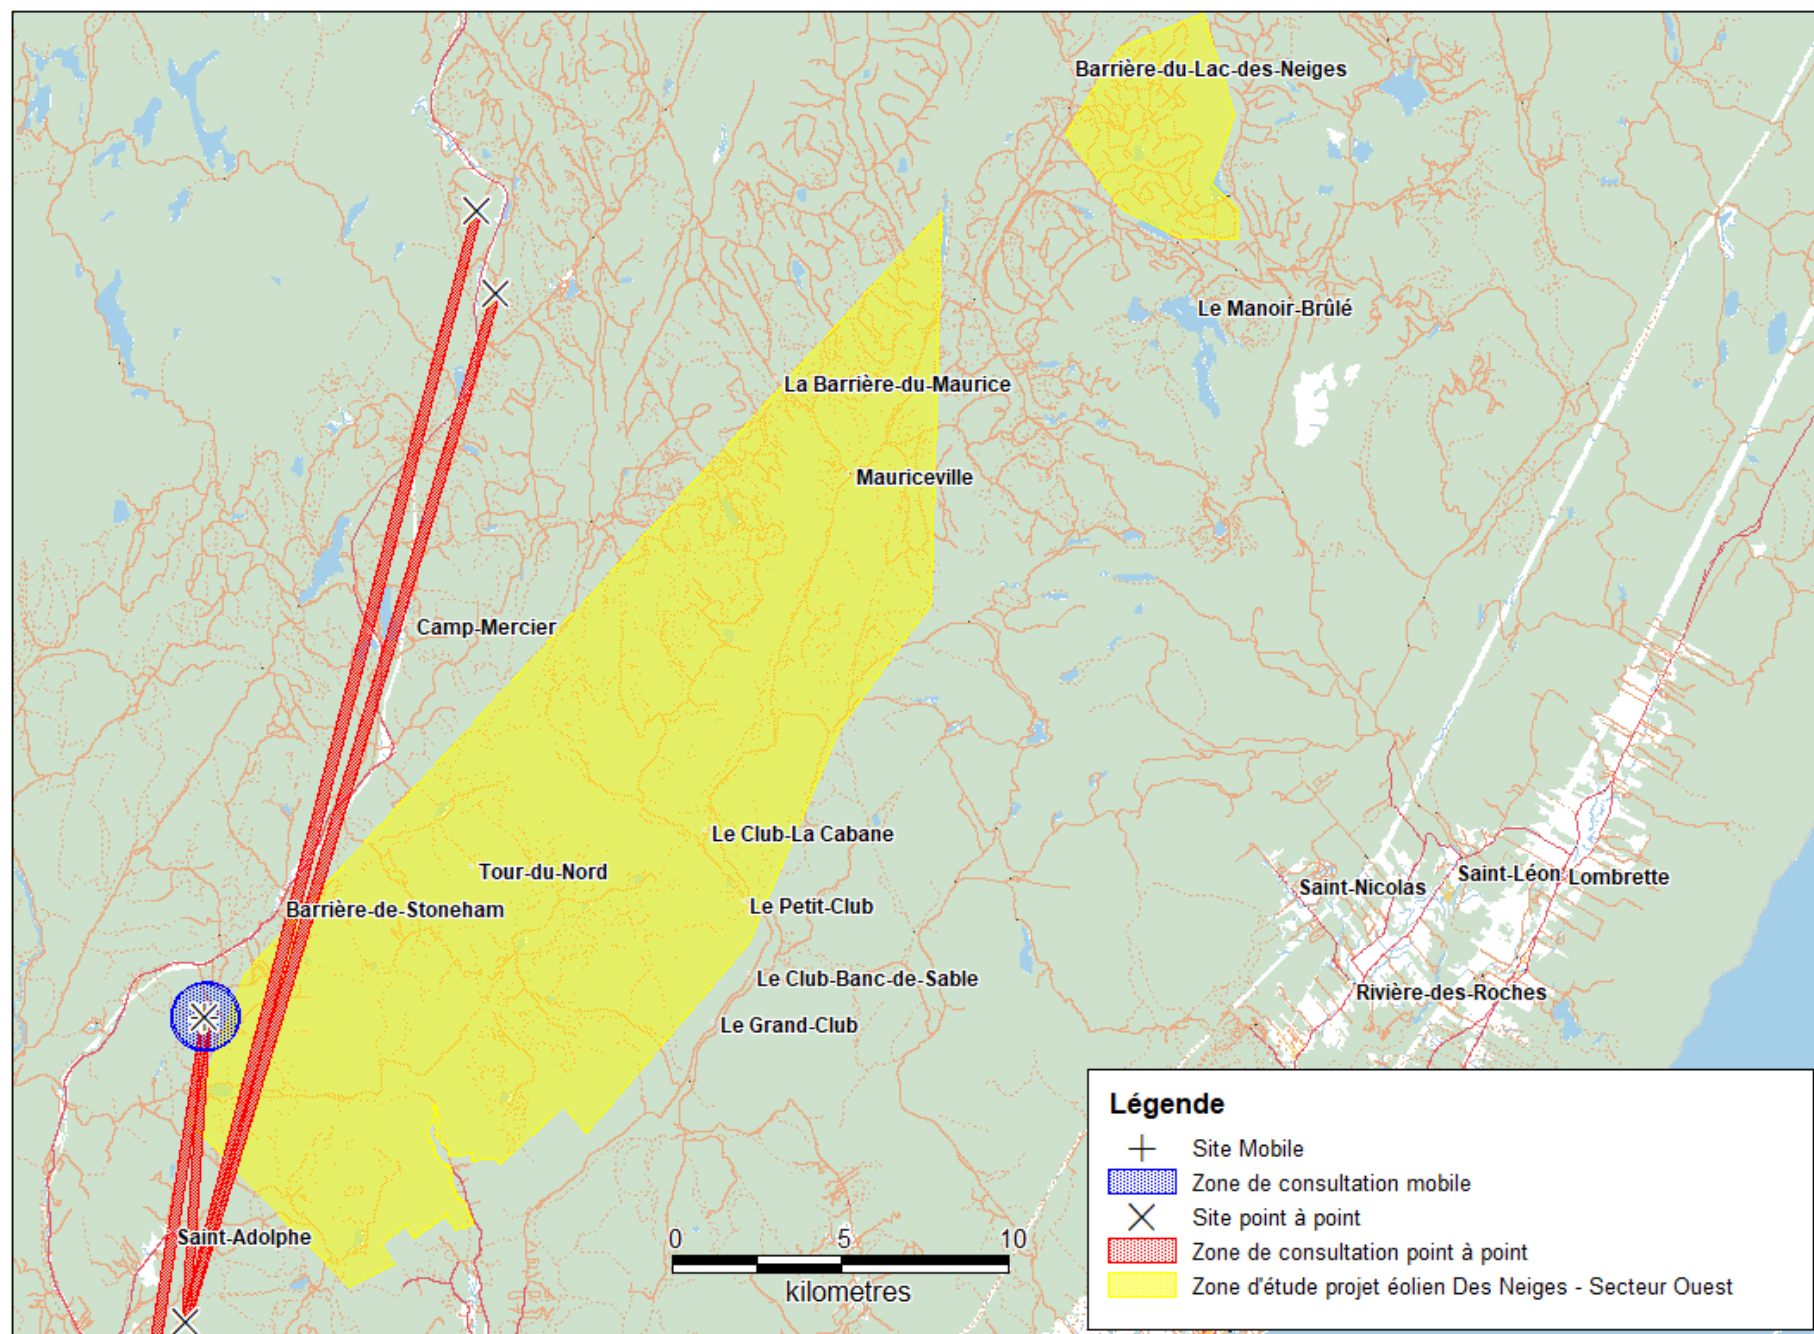 Barrière-du-Lac-des-Neiges
Le Manoir-Brûlé
La Barrière-du-Maurice
Mauriceville
Camp-Mercier
Le Club-La Cabane
Tour-du-Nord
Saint-Léon
Lombrette
Saint-Nicolas
Le Petit-Club
Barrière-de-Stoneham
Le Club-Banc-de-Sable
Rivière-des-Roches
Le Grand-Club
Saint-Adolphe
0 5 10
kilometres
Légende
Site Mobile
Zone de consultation mobile
Site point à point
Zone de consultation point à point
Zone d'étude projet éolien Des Neiges - Secteur Ouest